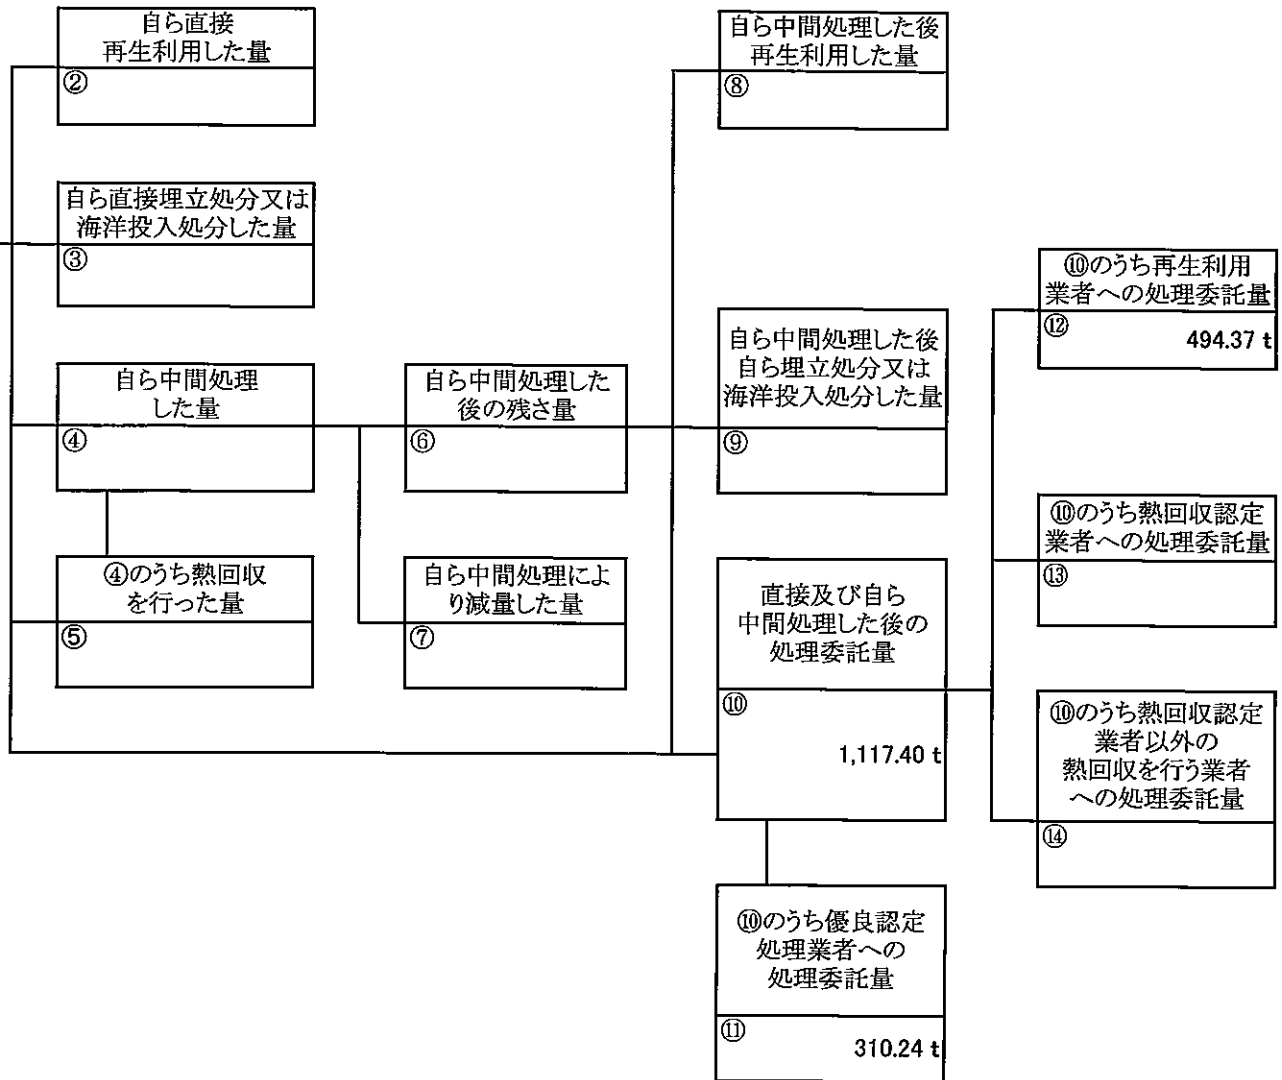 自ら直接
再生利用した量
②
自ら直接埋立処分又は
海洋投入処分した量
③
自ら中間処理
した量
④
④のうち熱回収
を行った量
⑤
自ら中間処理した
後の残さ量
⑥
自ら中間処理によ
り減量した量
⑦
自ら中間処理した後
再生利用した量
⑧
自ら中間処理した後
自ら埋立処分又は
海洋投入処分した量
⑨
直接及び自ら
中間処理した後の
処理委託量
⑩
1,117.40 t
⑩のうち優良認定
処理業者への
処理委託量
⑪
310.24 t
⑩のうち再生利用
業者への処理委託量
⑫
494.37 t
⑩のうち熱回収認定
業者への処理委託量
⑬
⑩のうち熱回収認定
業者以外の
熱回収を行う業者
への処理委託量
⑭